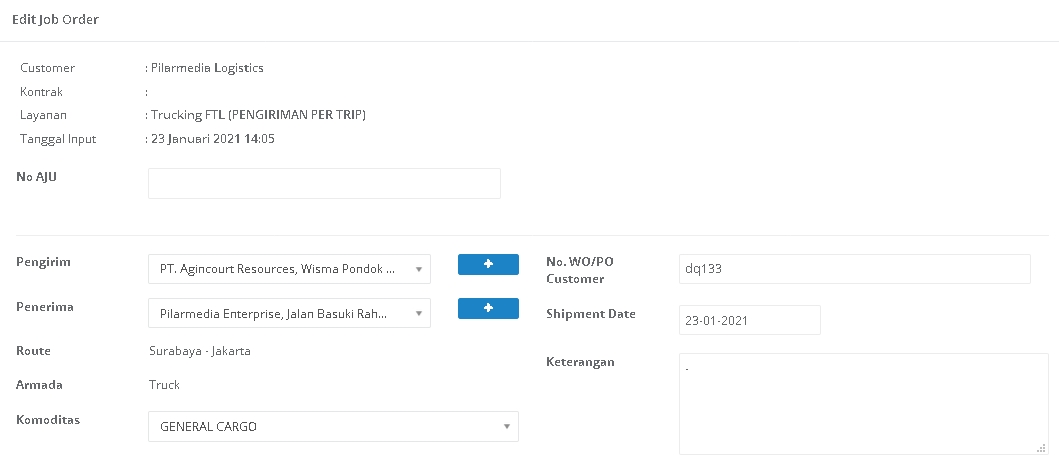 Edit Job Order
Customer : Pilarmedia Logistics
Kontrak :
Layanan : Trucking FTL (PENGIRIMAN PER TRIP)
Tanggal Input : 23 Januari 2021 14:05
No AJU
Pengirim PT. Agincourt Resources, Wisma Pondok ...
Penerima Pilarmedia Enterprise, Jalan Basuki Rah...
Route Surabaya - Jakarta
Armada Truck
Komoditas GENERAL CARGO
No. WO/PO
Customer dq133
Shipment Date 23-01-2021
Keterangan -